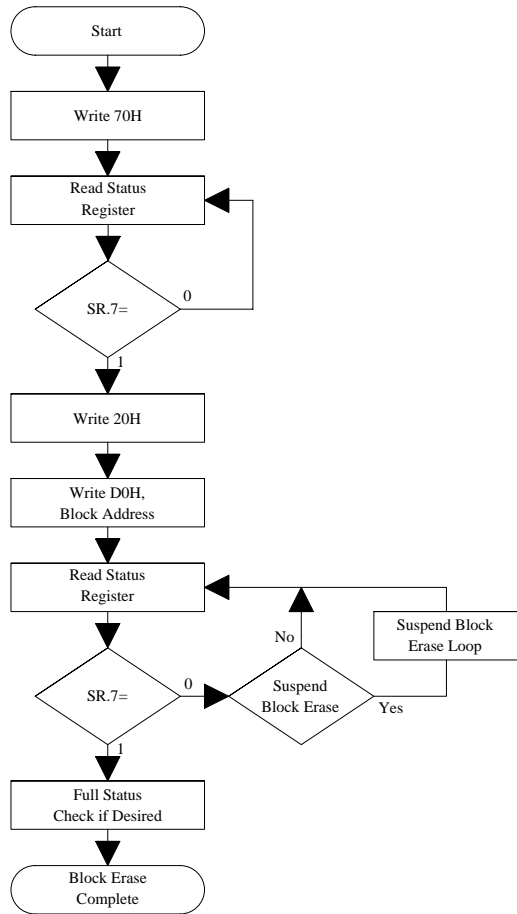 Start
Write 70H
Read Status
Register
SR.7=
0
1
Write 20H
Write D0H,
Block Address
Read Status
Register
No
Suspend Block
Erase Loop
SR.7=
0
Suspend
Block Erase
Yes
1
Full Status
Check if Desired
Block Erase
Complete